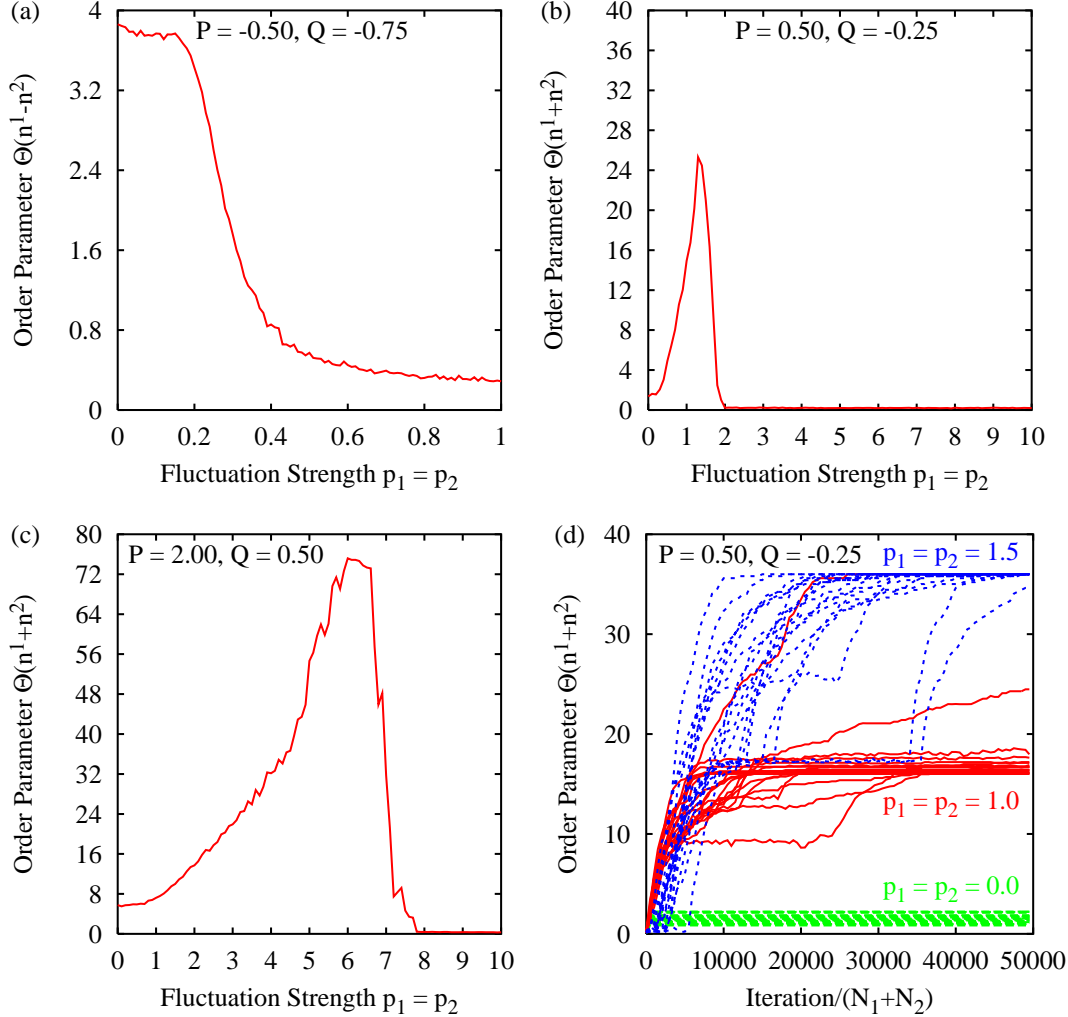 (a)
P = -0.50, Q = -0.75
Order Parameter Θ(n¹-n²)
4
3.2
2.4
1.6
0.8
0
0 0.2 0.4 0.6 0.8 1
Fluctuation Strength p₁ = p₂
(b)
P = 0.50, Q = -0.25
Order Parameter Θ(n¹+n²)
40
36
32
28
24
20
16
12
8
4
0
0 1 2 3 4 5 6 7 8 9 10
Fluctuation Strength p₁ = p₂
(c)
P = 2.00, Q = 0.50
Order Parameter Θ(n¹+n²)
80
72
64
56
48
40
32
24
16
8
0
0 1 2 3 4 5 6 7 8 9 10
Fluctuation Strength p₁ = p₂
(d)
P = 0.50, Q = -0.25
p₁ = p₂ = 1.5
p₁ = p₂ = 1.0
p₁ = p₂ = 0.0
Order Parameter Θ(n¹+n²)
40
30
20
10
0
0 10000 20000 30000 40000 50000
Iteration/(N₁+N₂)